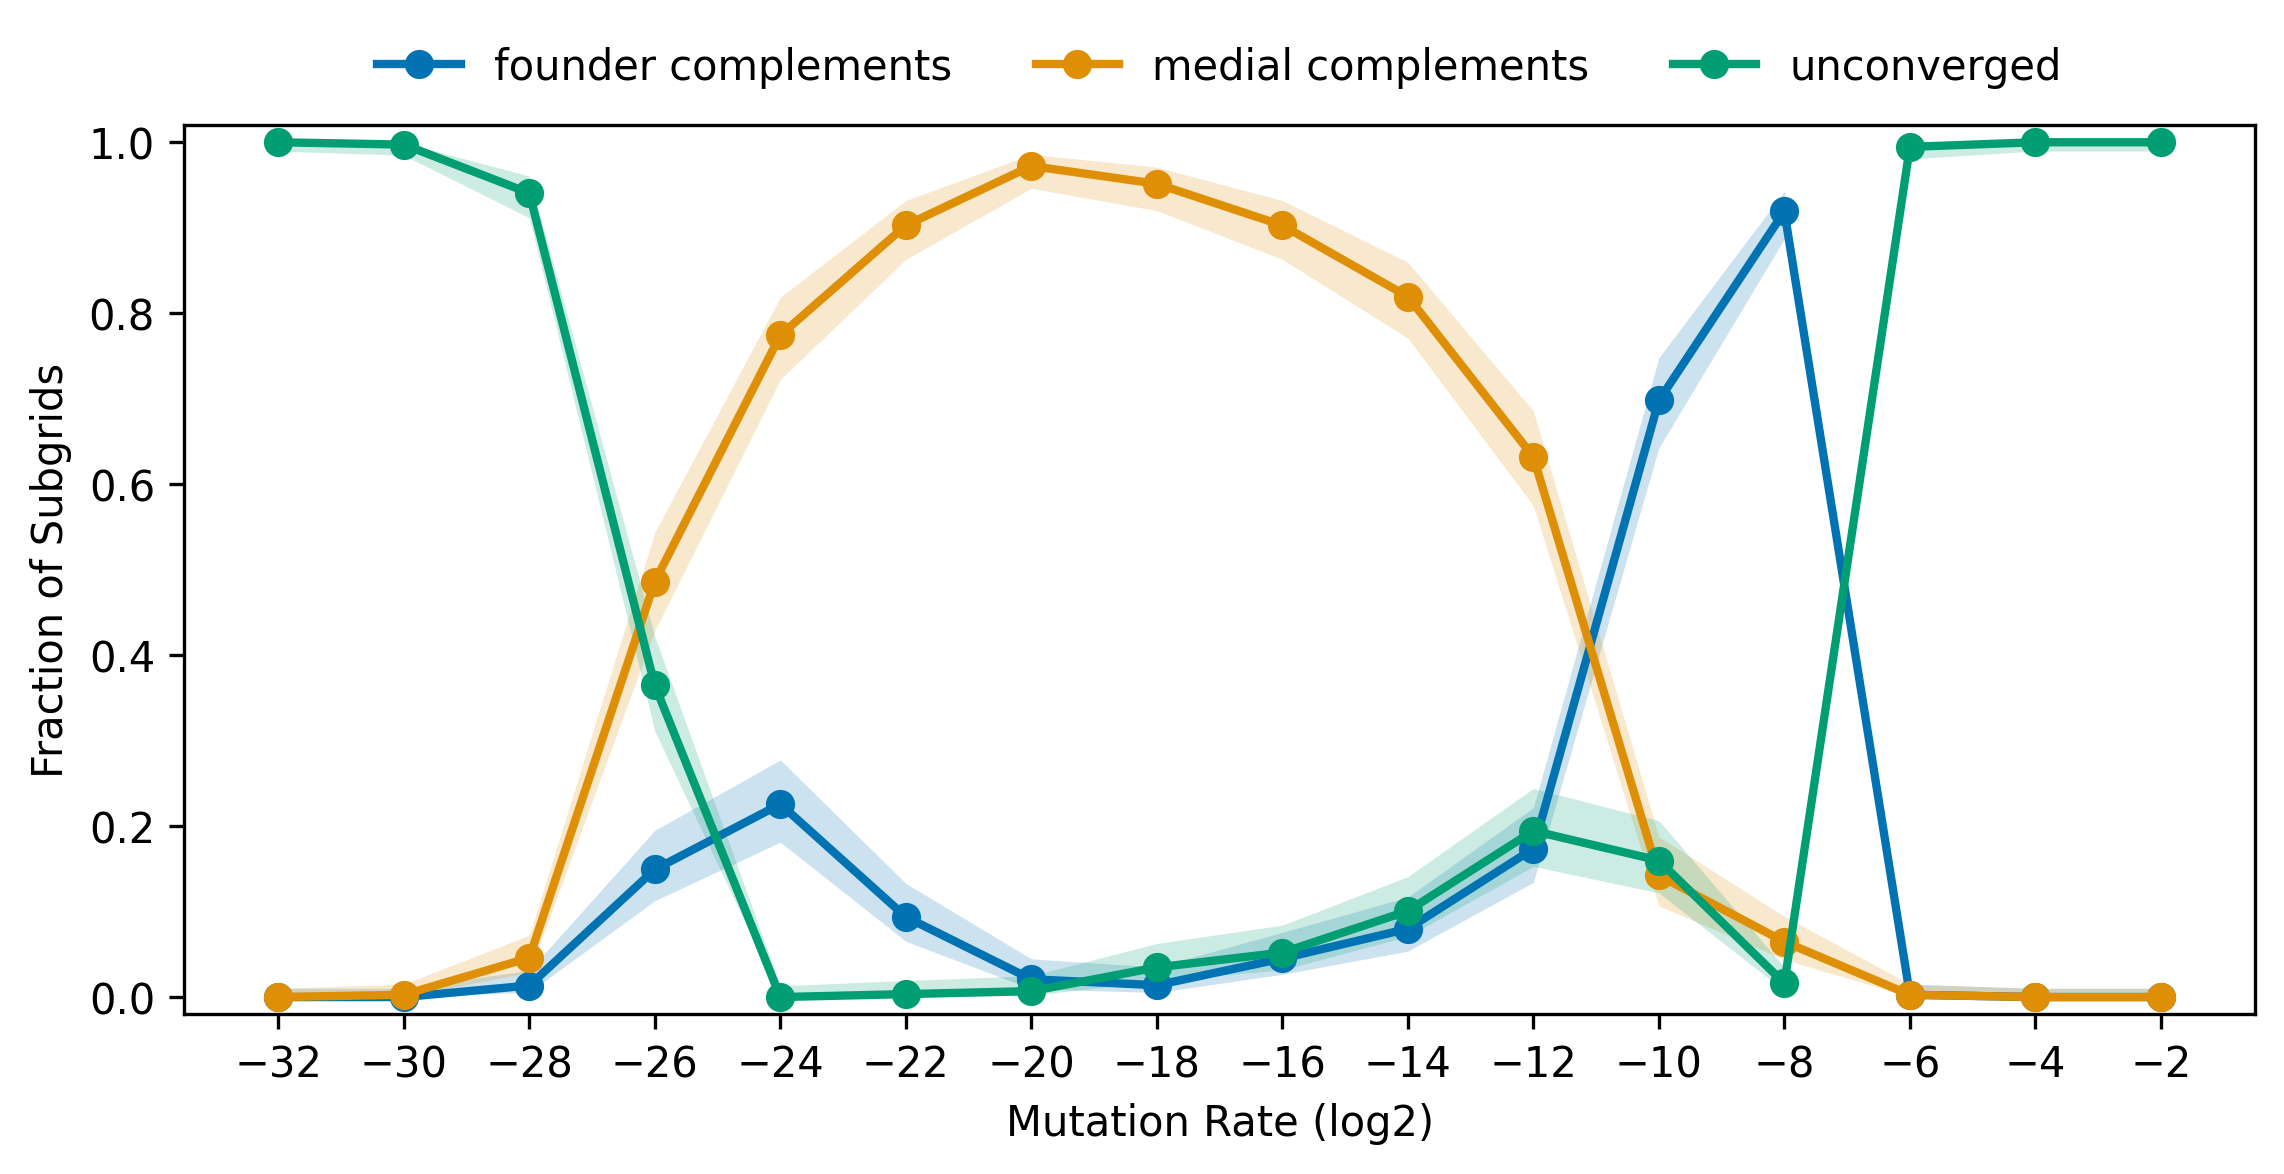 founder complements medial complements unconverged
1.0
0.8
0.6
0.4
0.2
0.0
Fraction of Subgrids
−32 −30 −28 −26 −24 −22 −20 −18 −16 −14 −12 −10 −8 −6 −4 −2
Mutation Rate (log2)